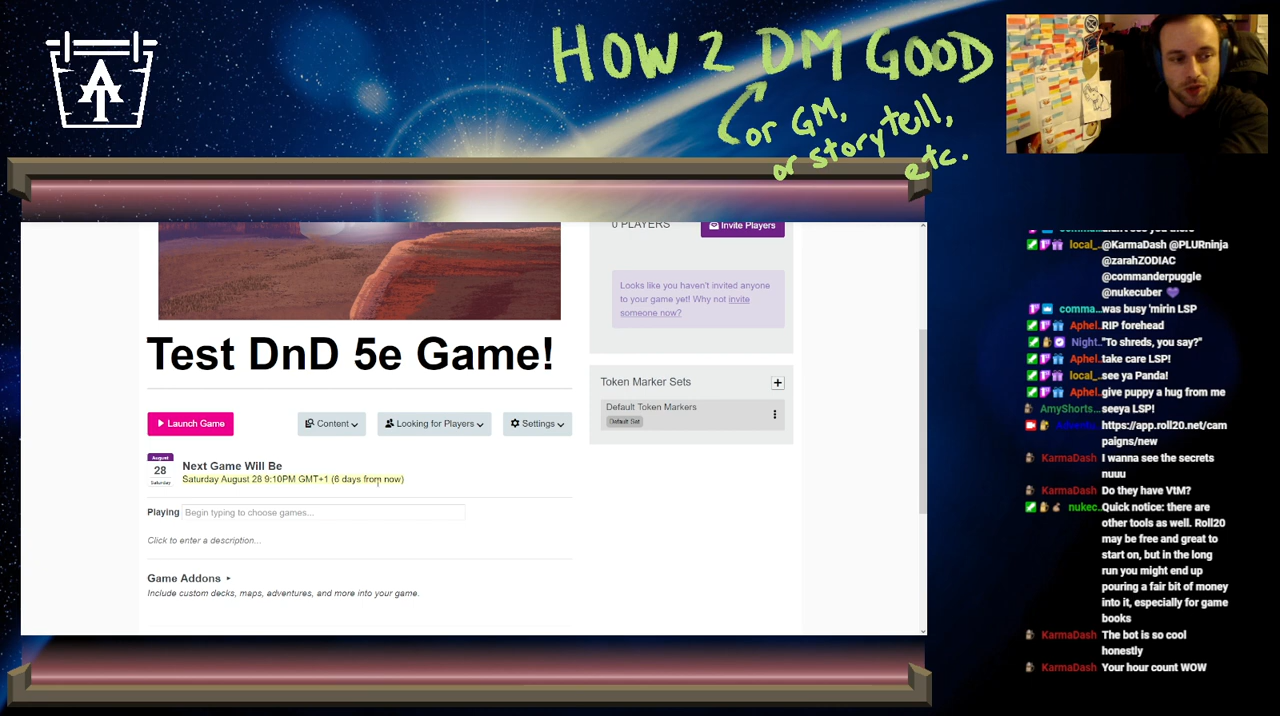 HOW 2 DM GOOD
or GM,
or storytell,
etc.
AT
0 PLAYERS
Invite Players
Looks like you haven't invited anyone
to your game yet! Why not invite
someone now?
Test DnD 5e Game!
Token Marker Sets
+
Default Token Markers
Default Set
Launch Game
Content
Looking for Players
Settings
August
28
Saturday
Next Game Will Be
Saturday August 28 9:10PM GMT+1 (6 days from now)
Playing Begin typing to choose games...
Click to enter a description...
Game Addons
Include custom decks, maps, adventures, and more into your game.
local_... @KarmaDash @PLURninja
@zarahZODIAC
@commanderpuggle
@nukecuber 💜
comma... was busy 'mirin LSP
Aphel... RIP forehead
Night... "To shreds, you say?"
Aphel... take care LSP!
local_... see ya Panda!
Aphel... give puppy a hug from me
AmyShorts... seeya LSP!
https://app.roll20.net/cam
paigns/new
KarmaDash I wanna see the secrets
nuuu
KarmaDash Do they have VtM?
nukec... Quick notice: there are
other tools as well. Roll20
may be free and great to
start on, but in the long
run you might end up
pouring a fair bit of money
into it, especially for game
books
KarmaDash The bot is so cool
honestly
KarmaDash Your hour count WOW